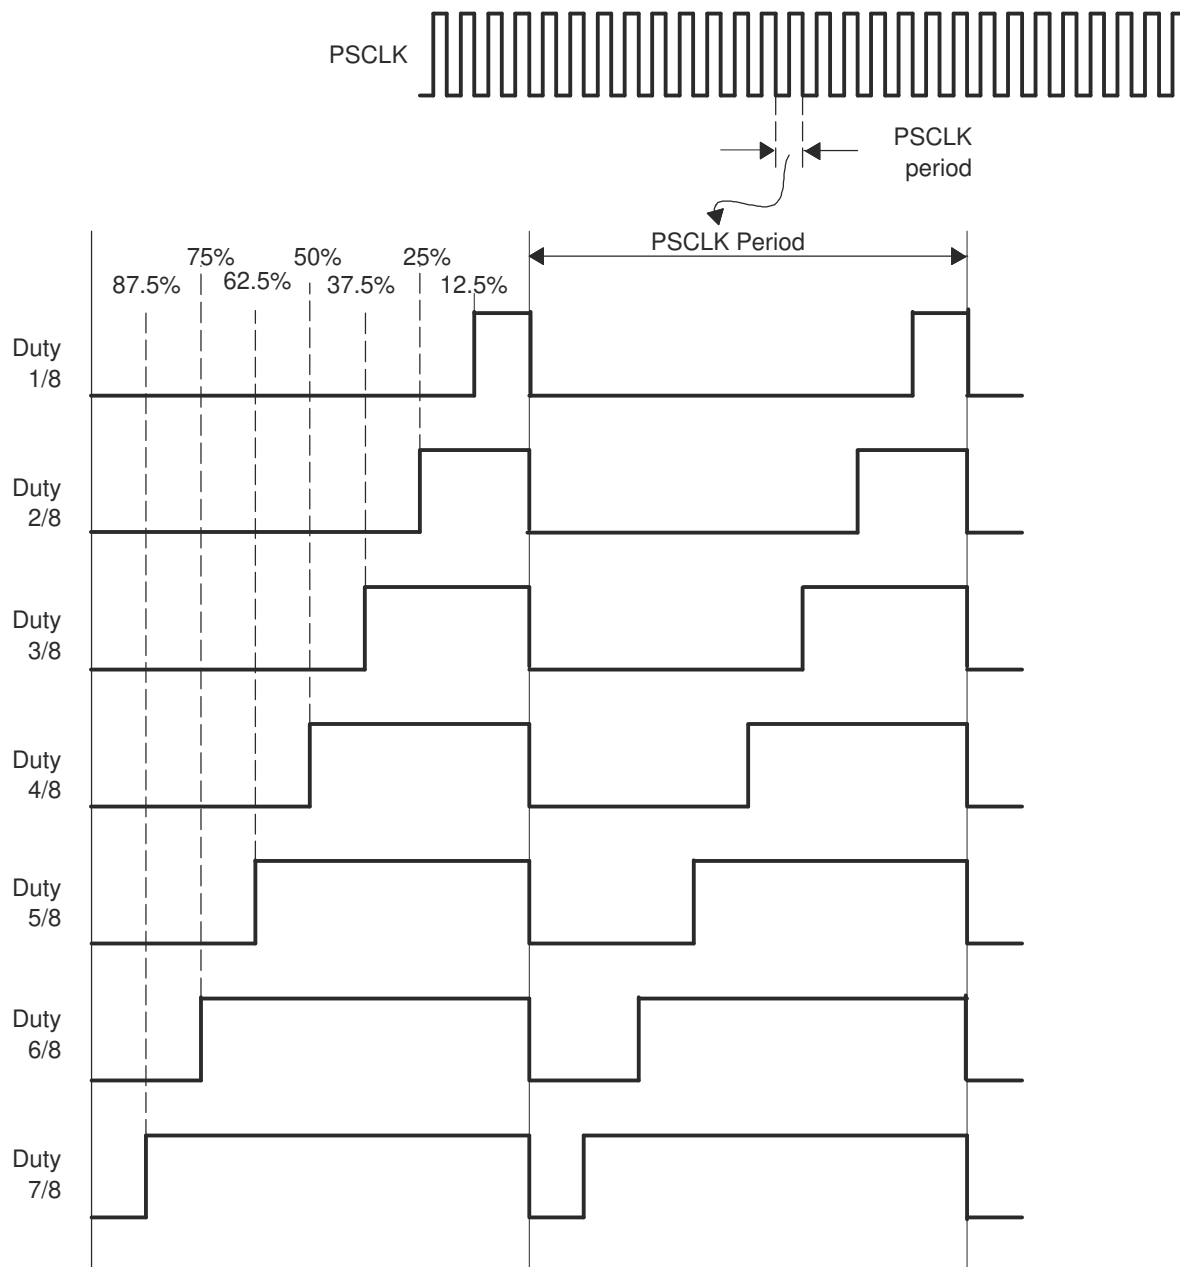 PSCLK
PSCLK
period
PSCLK Period
75%
50%
25%
87.5%
62.5%
37.5%
12.5%
Duty
1/8
Duty
2/8
Duty
3/8
Duty
4/8
Duty
5/8
Duty
6/8
Duty
7/8